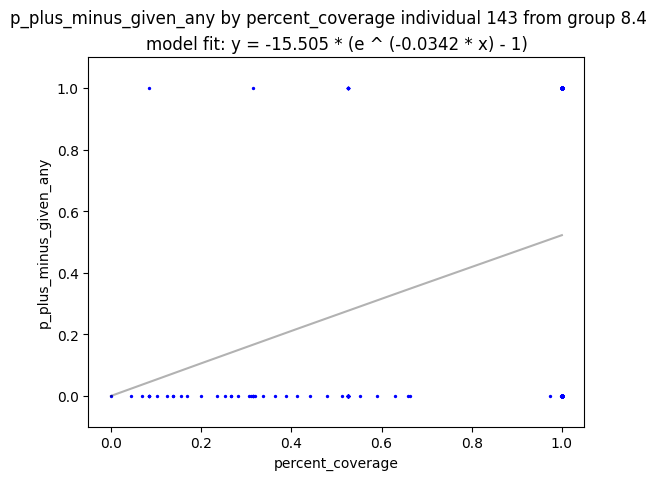 p_plus_minus_given_any by percent_coverage individual 143 from group 8.4
model fit: y = -15.505 * (e ^ (-0.0342 * x) - 1)
1.0
0.8
0.6
0.4
0.2
0.0
p_plus_minus_given_any
0.0 0.2 0.4 0.6 0.8 1.0
percent_coverage